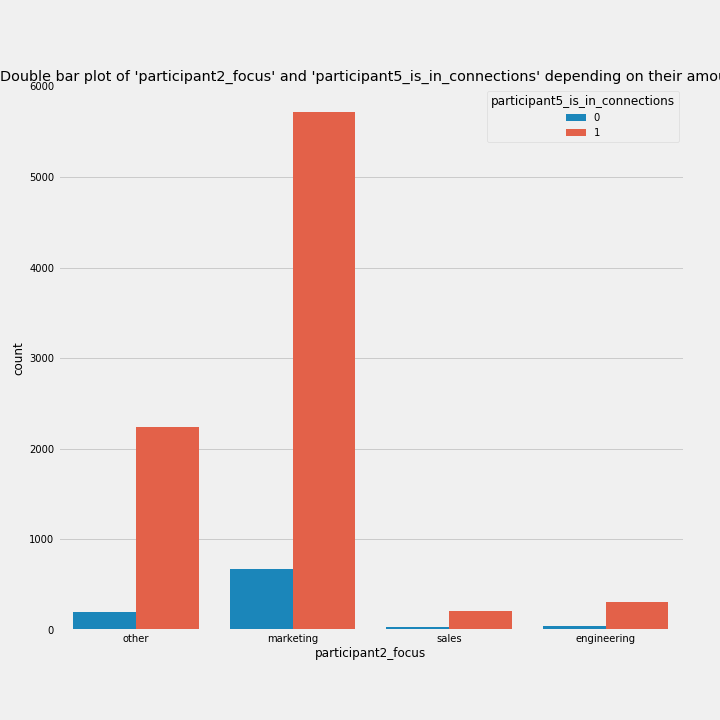 Double bar plot of 'participant2_focus' and 'participant5_is_in_connections' depending on their
6000
participant5_is_in_connections
0
1
5000
4000
3000
2000
1000
0
count
other
marketing
sales
engineering
participant2_focus